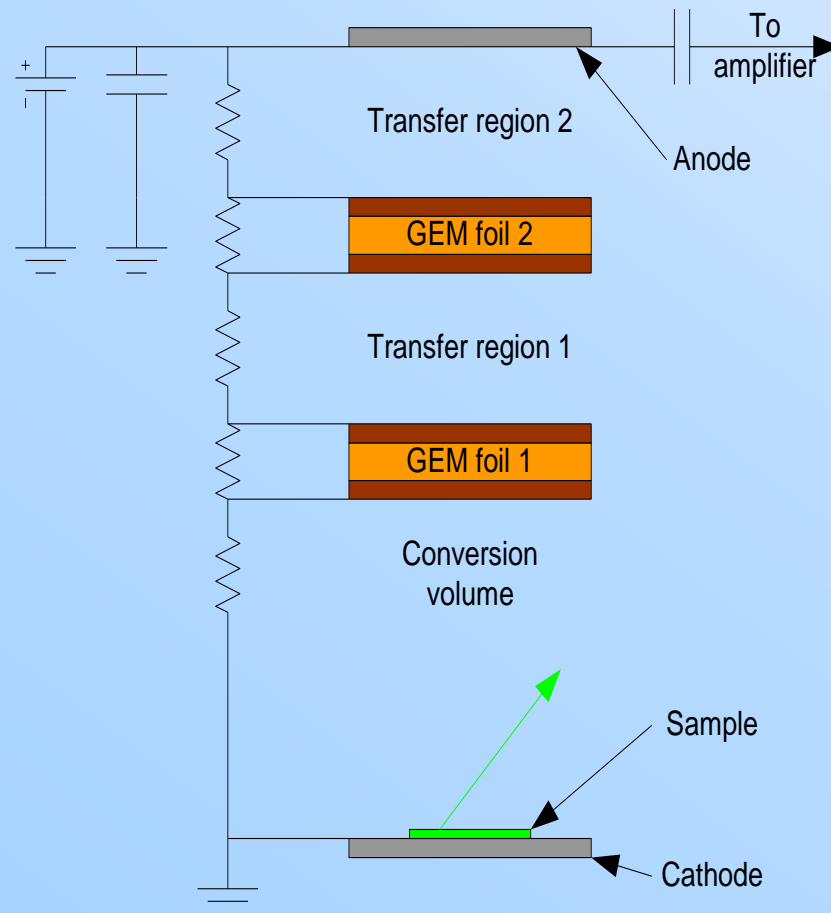 To
amplifier
+
–
Transfer region 2
Anode
GEM foil 2
Transfer region 1
GEM foil 1
Conversion
volume
Sample
Cathode